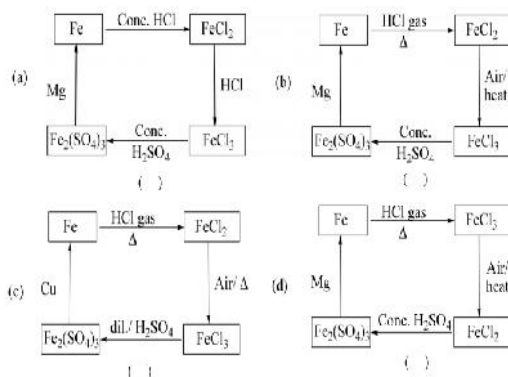 Fe Conc. HCl FeCl2
(a) Mg HCl
Fe2(SO4)3 Conc. H2SO4
( )
Fe HCl gas Δ FeCl2
(b) Mg Air/ heat
Fe2(SO4)3 Conc. H2SO4 FeCl3
( )
Fe HCl gas Δ FeCl2
(c) Cu Air/ Δ
Fe2(SO4)3 dil./ H2SO4 FeCl3
( )
Fe HCl gas Δ FeCl3
(d) Mg Air/ heat
Fe2(SO4)3 Conc. H2SO4 FeCl2
( )